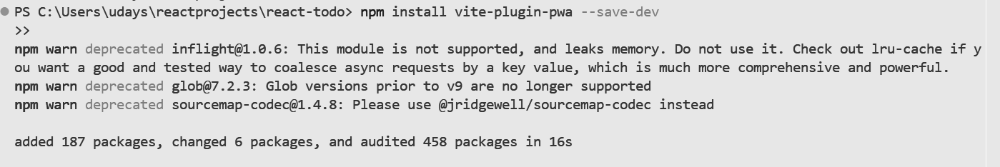 PS C:\Users\udays\reactprojects\react-todo> npm install vite-plugin-pwa --save-dev
>>
npm warn deprecated inflight@1.0.6: This module is not supported, and leaks memory. Do not use it. Check out lru-cache if y
ou want a good and tested way to coalesce async requests by a key value, which is much more comprehensive and powerful.
npm warn deprecated glob@7.2.3: Glob versions prior to v9 are no longer supported
npm warn deprecated sourcemap-codec@1.4.8: Please use @jridgewell/sourcemap-codec instead
added 187 packages, changed 6 packages, and audited 458 packages in 16s